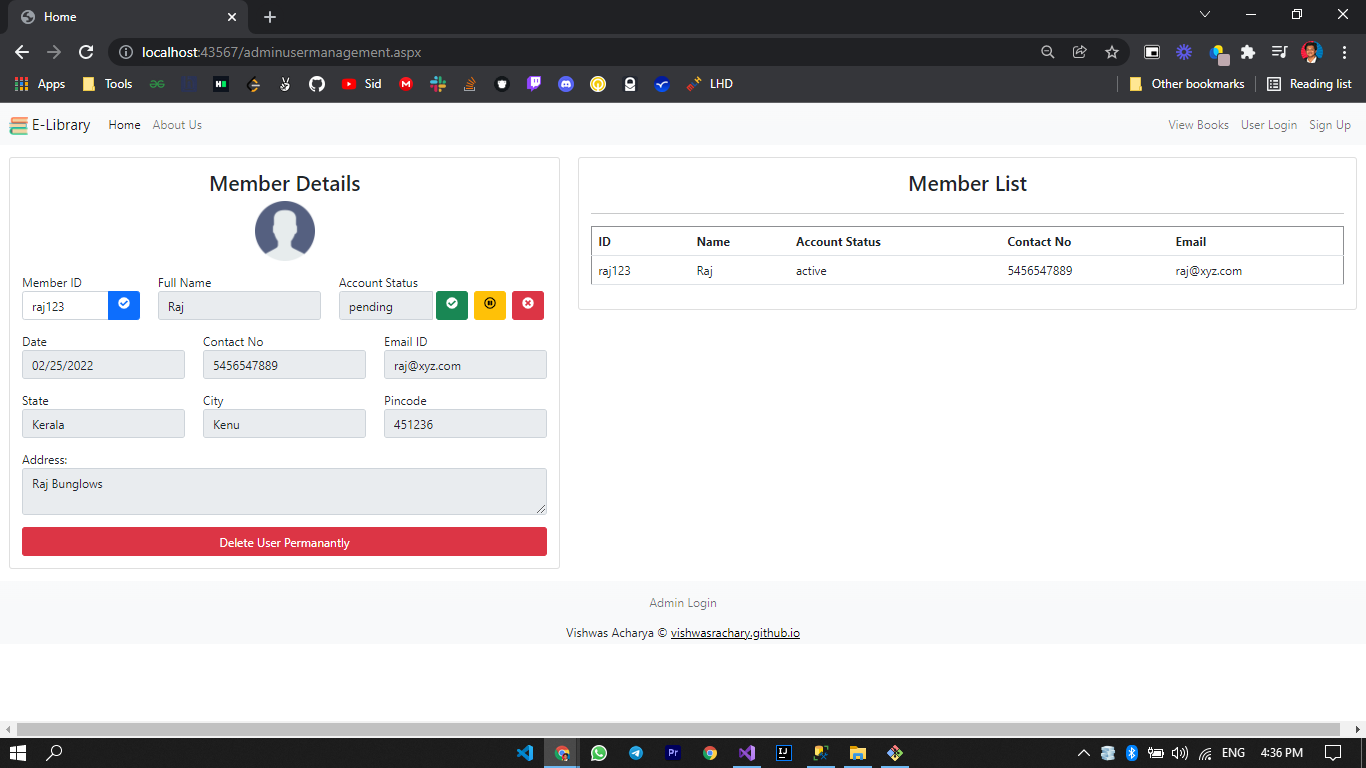 Home
localhost:43567/adminusermanagement.aspx
Apps Tools Sid LHD Other bookmarks Reading list
E-Library Home About Us View Books User Login Sign Up
Member Details
Member ID Full Name Account Status
raj123 Raj pending
Date Contact No Email ID
02/25/2022 5456547889 raj@xyz.com
State City Pincode
Kerala Kenu 451236
Address:
Raj Bunglows
Delete User Permanantly
Member List
ID Name Account Status Contact No Email
raj123 Raj active 5456547889 raj@xyz.com
Admin Login
Vishwas Acharya © vishwasrachary.github.io
Pr IJ ENG 4:36 PM